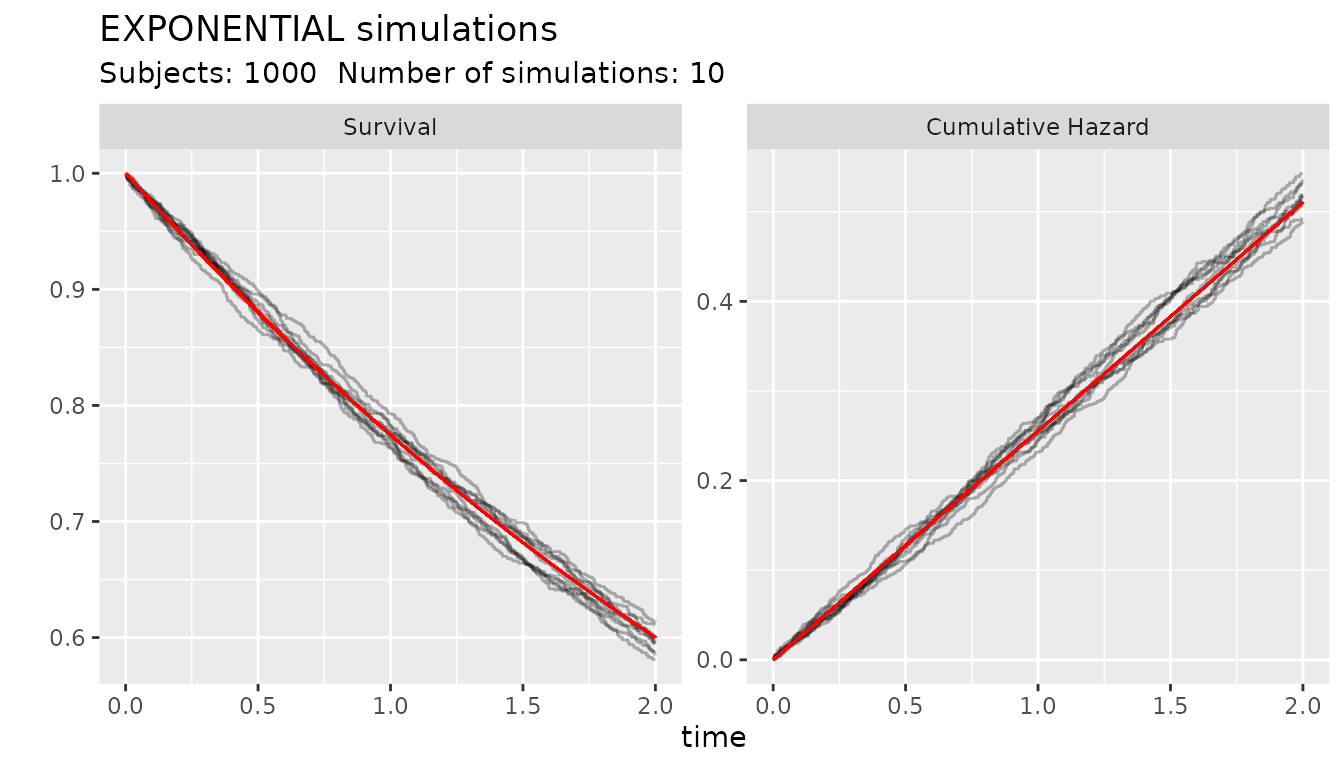 EXPONENTIAL simulations
Subjects: 1000  Number of simulations: 10
Survival
Cumulative Hazard
1.0
0.9
0.8
0.7
0.6
0.4
0.2
0.0
0.0 0.5 1.0 1.5 2.0
0.0 0.5 1.0 1.5 2.0
time